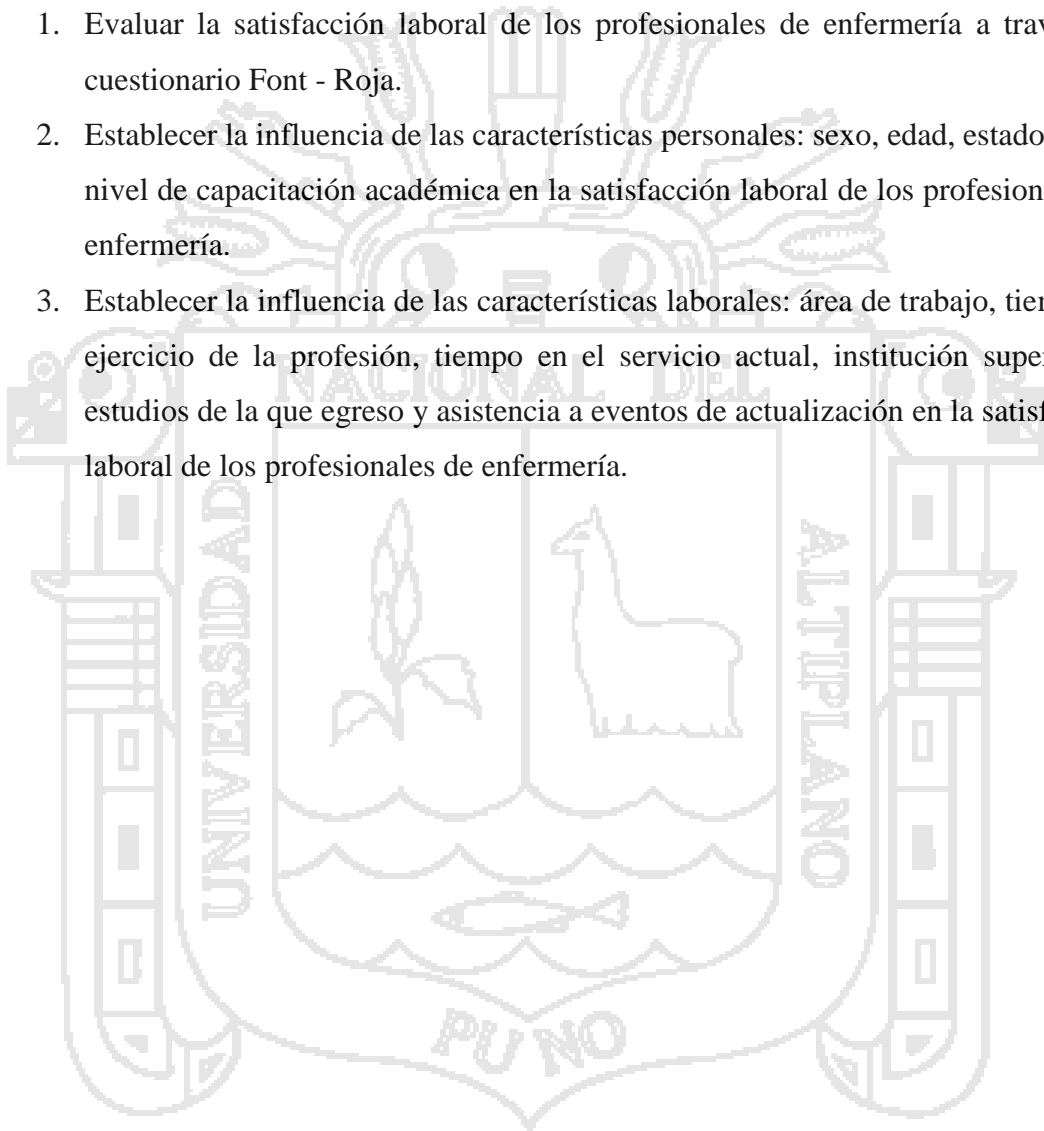 1. Evaluar la satisfacción laboral de los profesionales de enfermería a
cuestionario Font - Roja.
2. Establecer la influencia de las características personales: sexo, edad, estado
nivel de capacitación académica en la satisfacción laboral de los
enfermería.
3. Establecer la influencia de las características laborales: área de trabajo,
ejercicio de la profesión, tiempo en el servicio actual, institución
estudios de la que egreso y asistencia a eventos de actualización en la
laboral de los profesionales de enfermería.
NACIONAL DEL
UNIVERSIDAD
ALTIPLANO
PUNO